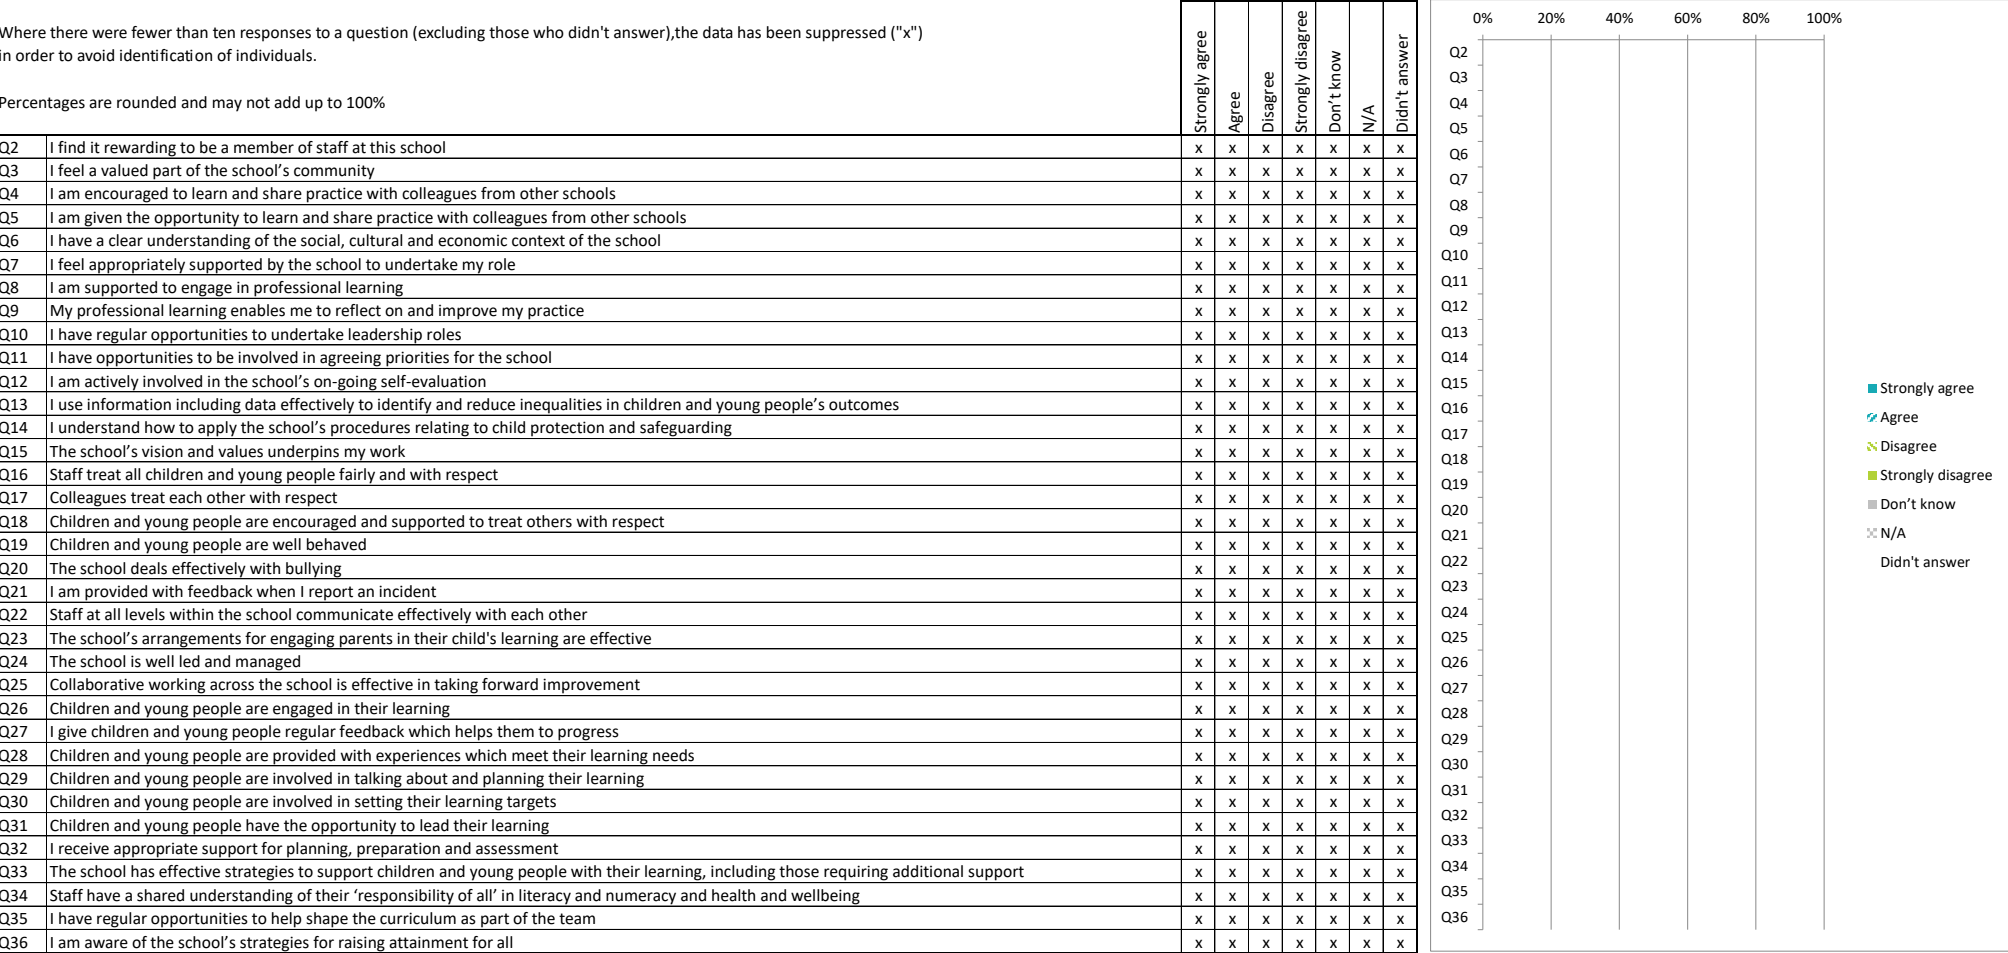 Where there were fewer than ten responses to a question (excluding those who didn't answer),the data has been suppressed ("x")
in order to avoid identification of individuals.
Percentages are rounded and may not add up to 100%
Strongly agree
Agree
Disagree
Strongly disagree
Don’t know
N/A
Didn't answer
Q2 I find it rewarding to be a member of staff at this school x x x x x x x
Q3 I feel a valued part of the school’s community x x x x x x x
Q4 I am encouraged to learn and share practice with colleagues from other schools x x x x x x x
Q5 I am given the opportunity to learn and share practice with colleagues from other schools x x x x x x x
Q6 I have a clear understanding of the social, cultural and economic context of the school x x x x x x x
Q7 I feel appropriately supported by the school to undertake my role x x x x x x x
Q8 I am supported to engage in professional learning x x x x x x x
Q9 My professional learning enables me to reflect on and improve my practice x x x x x x x
Q10 I have regular opportunities to undertake leadership roles x x x x x x x
Q11 I have opportunities to be involved in agreeing priorities for the school x x x x x x x
Q12 I am actively involved in the school’s on-going self-evaluation x x x x x x x
Q13 I use information including data effectively to identify and reduce inequalities in children and young people’s outcomes x x x x x x x
Q14 I understand how to apply the school’s procedures relating to child protection and safeguarding x x x x x x x
Q15 The school’s vision and values underpins my work x x x x x x x
Q16 Staff treat all children and young people fairly and with respect x x x x x x x
Q17 Colleagues treat each other with respect x x x x x x x
Q18 Children and young people are encouraged and supported to treat others with respect x x x x x x x
Q19 Children and young people are well behaved x x x x x x x
Q20 The school deals effectively with bullying x x x x x x x
Q21 I am provided with feedback when I report an incident x x x x x x x
Q22 Staff at all levels within the school communicate effectively with each other x x x x x x x
Q23 The school’s arrangements for engaging parents in their child's learning are effective x x x x x x x
Q24 The school is well led and managed x x x x x x x
Q25 Collaborative working across the school is effective in taking forward improvement x x x x x x x
Q26 Children and young people are engaged in their learning x x x x x x x
Q27 I give children and young people regular feedback which helps them to progress x x x x x x x
Q28 Children and young people are provided with experiences which meet their learning needs x x x x x x x
Q29 Children and young people are involved in talking about and planning their learning x x x x x x x
Q30 Children and young people are involved in setting their learning targets x x x x x x x
Q31 Children and young people have the opportunity to lead their learning x x x x x x x
Q32 I receive appropriate support for planning, preparation and assessment x x x x x x x
Q33 The school has effective strategies to support children and young people with their learning, including those requiring additional support x x x x x x x
Q34 Staff have a shared understanding of their ‘responsibility of all’ in literacy and numeracy and health and wellbeing x x x x x x x
Q35 I have regular opportunities to help shape the curriculum as part of the team x x x x x x x
Q36 I am aware of the school’s strategies for raising attainment for all x x x x x x x
0% 20% 40% 60% 80% 100%
Q2
Q3
Q4
Q5
Q6
Q7
Q8
Q9
Q10
Q11
Q12
Q13
Q14
Q15
Q16
Q17
Q18
Q19
Q20
Q21
Q22
Q23
Q24
Q25
Q26
Q27
Q28
Q29
Q30
Q31
Q32
Q33
Q34
Q35
Q36
Strongly agree
Agree
Disagree
Strongly disagree
Don’t know
N/A
Didn't answer